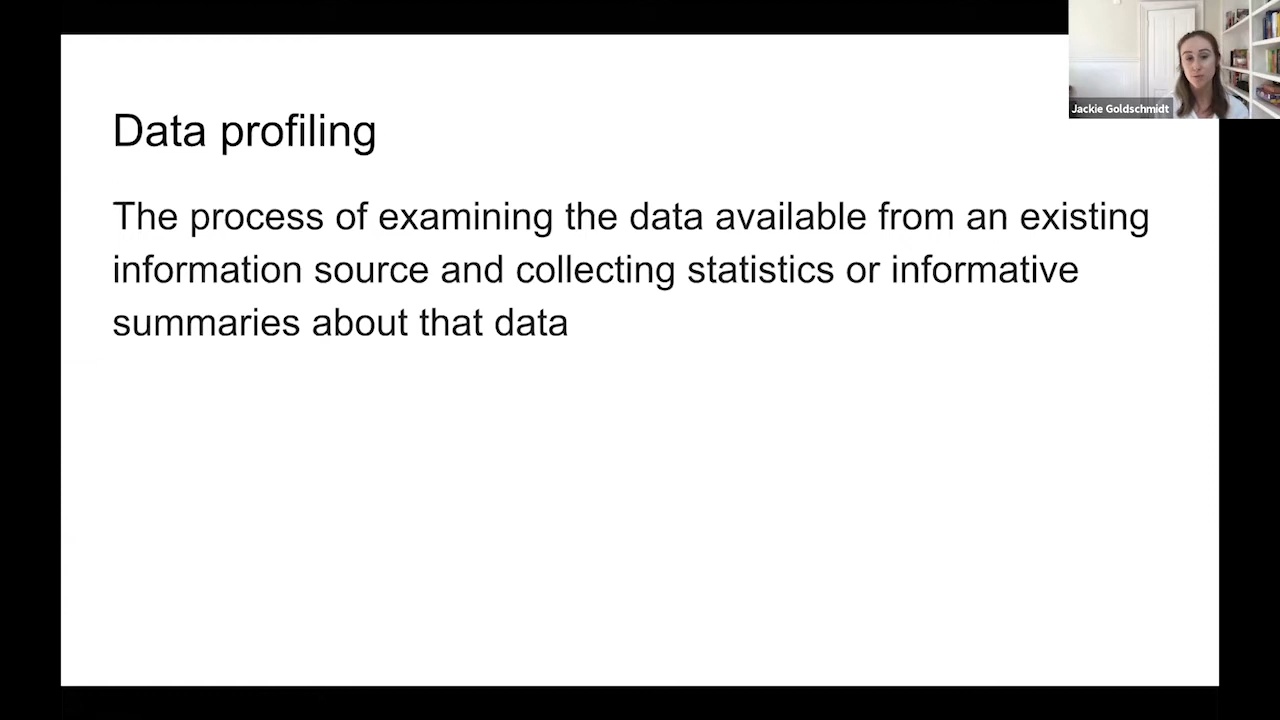 Jackie Goldschmidt
Data profiling
The process of examining the data available from an existing
information source and collecting statistics or informative
summaries about that data